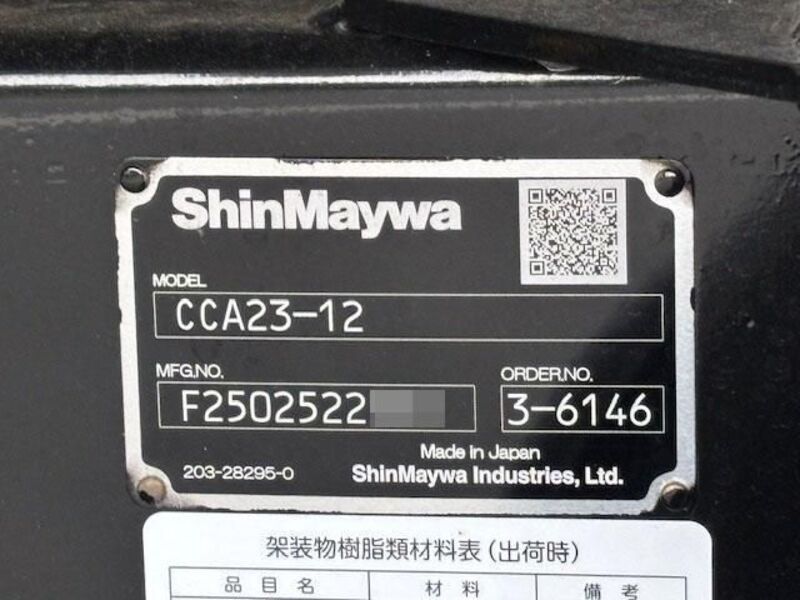 ShinMaywa
MODEL
CCA23-12
MFG.NO.
F2502522
ORDER.NO.
3-6146
Made in Japan
203-28295-0
ShinMaywa Industries, Ltd.
架装物樹脂類材料表(出荷時)
品目名 材料 備考